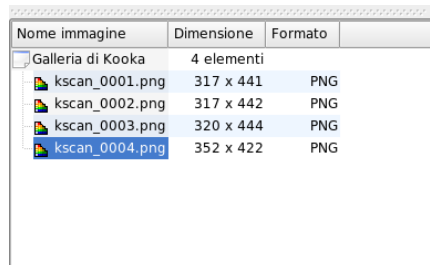 Nome immagine Dimensione Formato
Galleria di Kooka 4 elementi
kscan_0001.png 317 x 441 PNG
kscan_0002.png 317 x 442 PNG
kscan_0003.png 320 x 444 PNG
kscan_0004.png 352 x 422 PNG